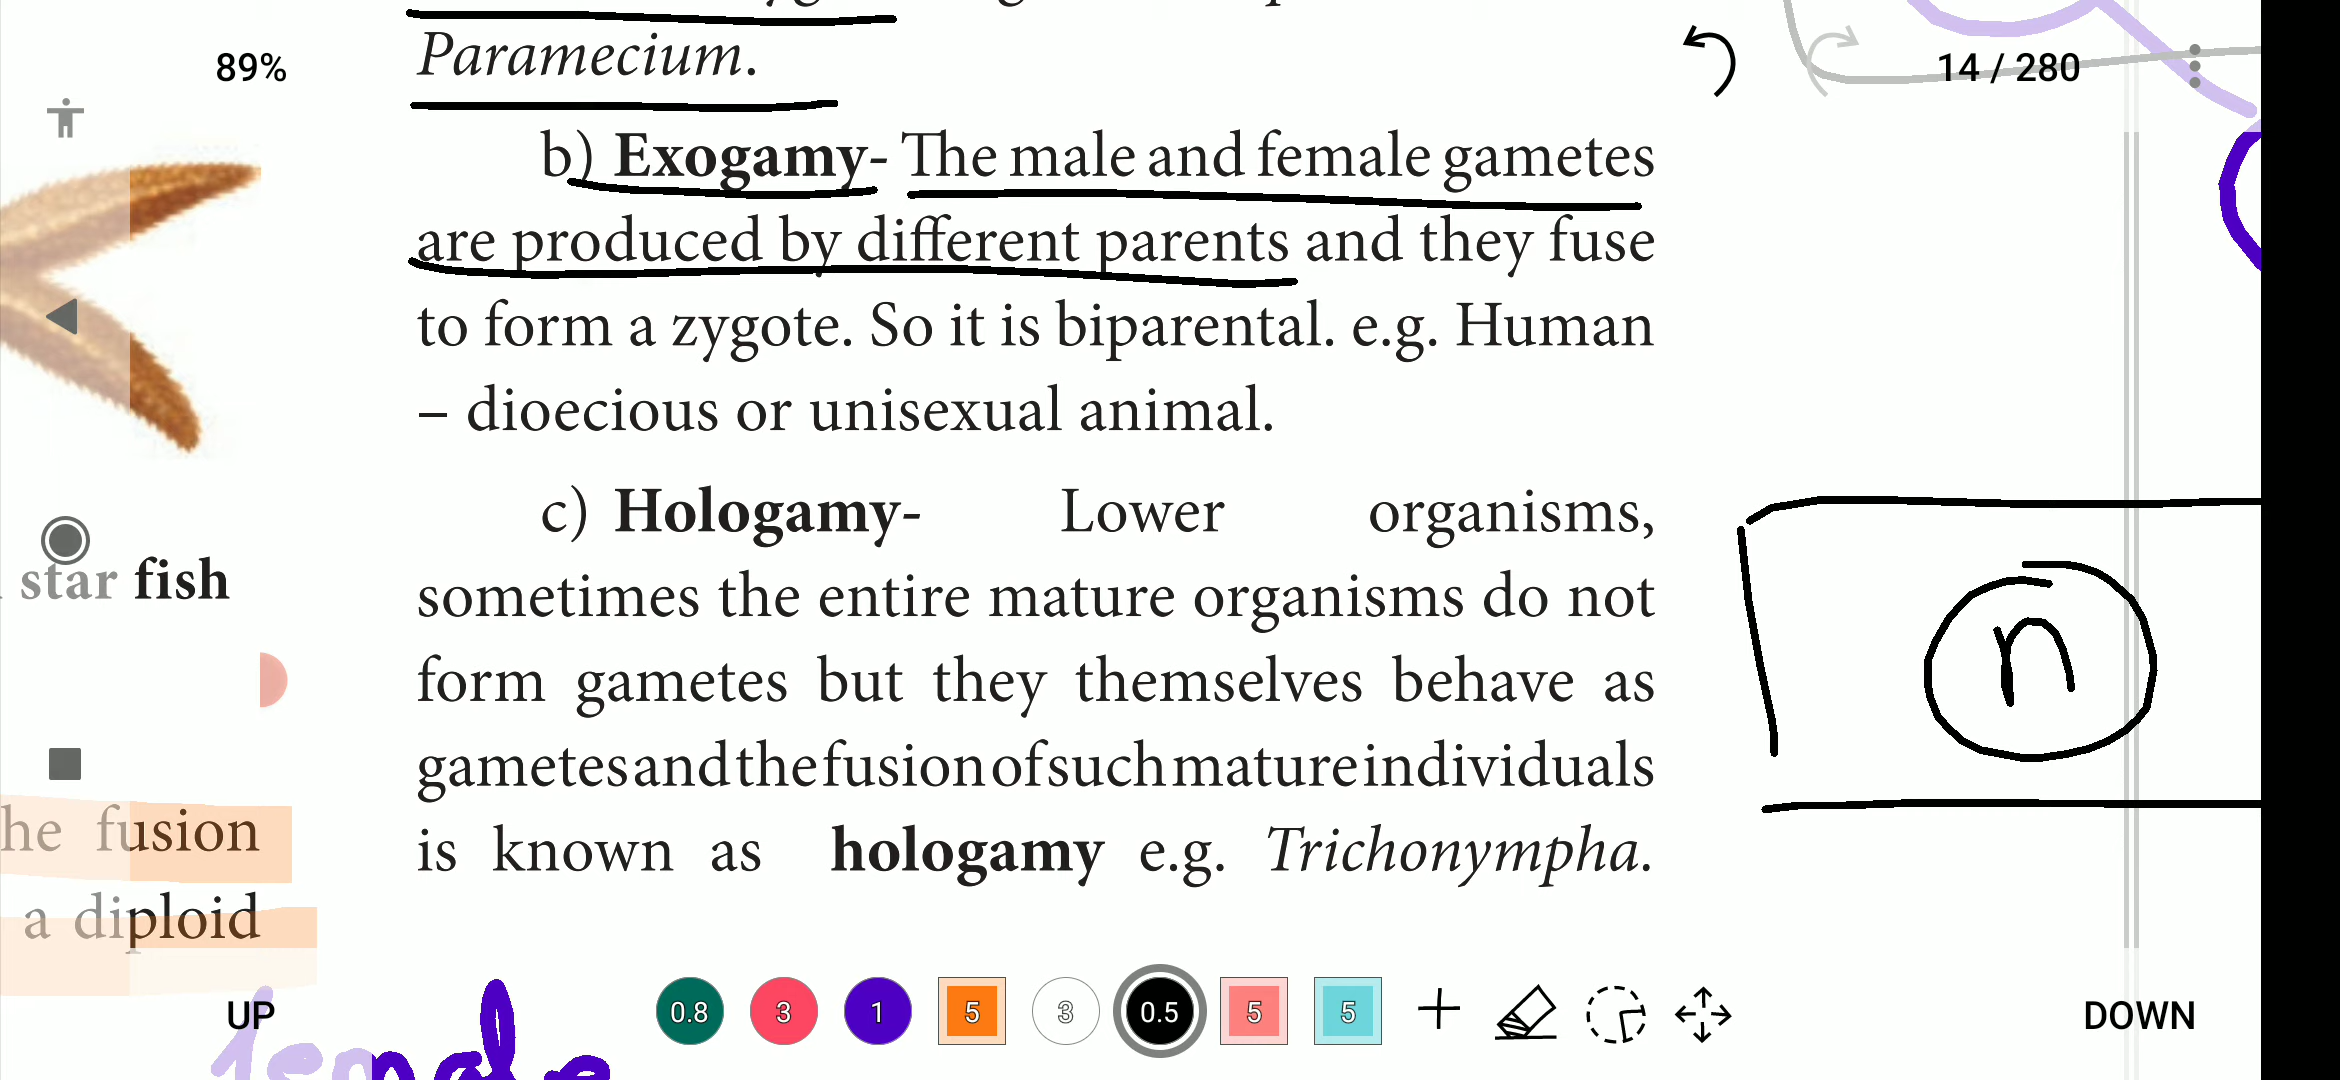 Paramecium.
89%
14 / 280
b) Exogamy- The male and female gametes
are produced by different parents and they fuse
to form a zygote. So it is biparental. e.g. Human
– dioecious or unisexual animal.
c) Hologamy- Lower organisms,
sometimes the entire mature organisms do not
form gametes but they themselves behave as
gametes and the fusion of such mature individuals
is known as hologamy e.g. Trichonympha.
star fish
n
he fusion
a diploid
UP
0.8 3 1 5 3 0.5 5 5
DOWN